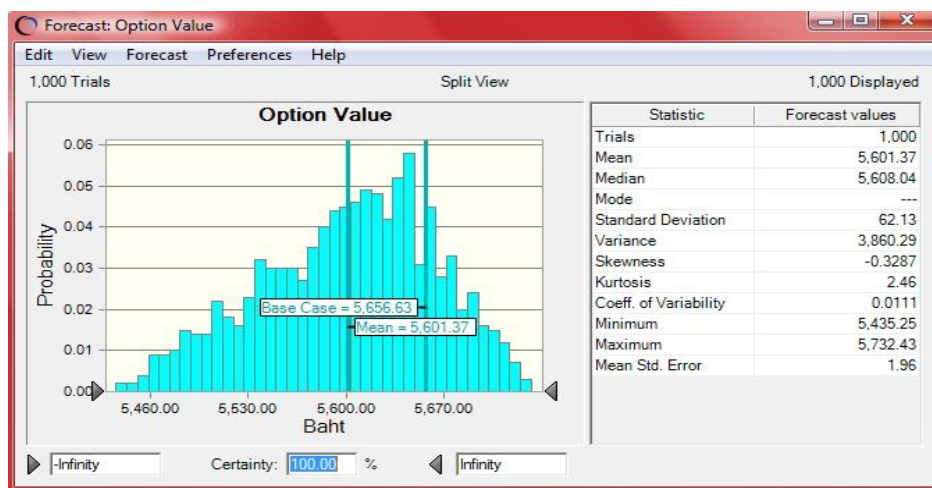 Forecast: Option Value
Edit View Forecast Preferences Help
1,000 Trials Split View 1,000 Displayed
Option Value
0.06
0.05
0.04
0.03
0.02
0.01
0.00
Probability
Base Case = 5,656.63
Mean = 5,601.37
5,460.00 5,530.00 5,600.00 5,670.00
Baht
Statistic Forecast values
Trials 1,000
Mean 5,601.37
Median 5,608.04
Mode ---
Standard Deviation 62.13
Variance 3,860.29
Skewness -0.3287
Kurtosis 2.46
Coeff. of Variability 0.0111
Minimum 5,435.25
Maximum 5,732.43
Mean Std. Error 1.96
-Infinity Certainty: 100.00 % Infinity